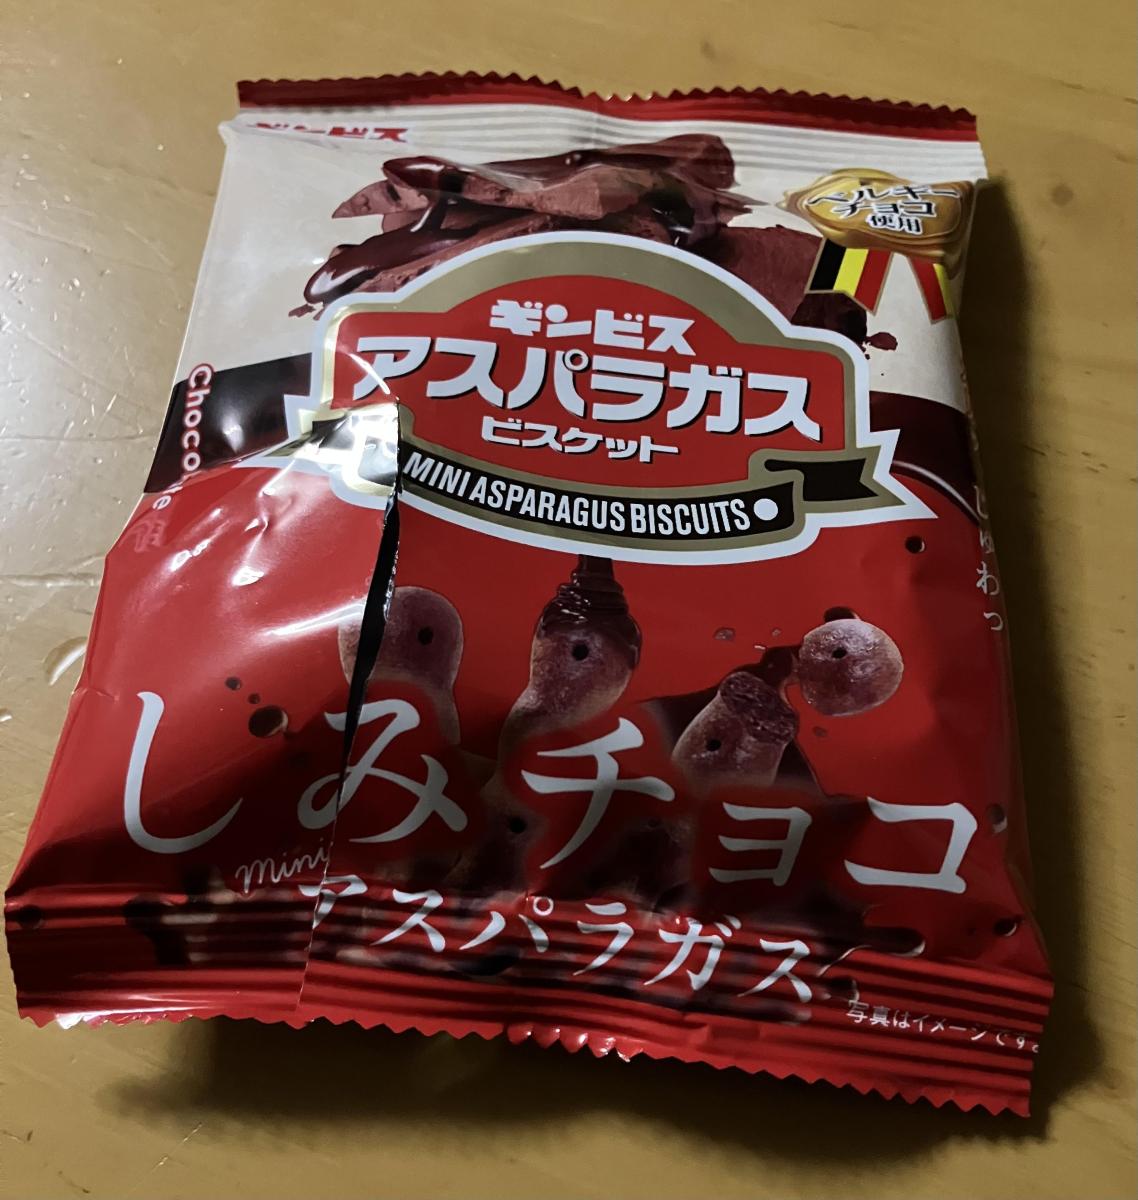 ギンビス
ベルギー
チョコ
使用
ギンビス
アスパラガス
ビスケット
MINI ASPARAGUS BISCUITS
しみチョコ
mini
アスパラガス
写真はイメージです。